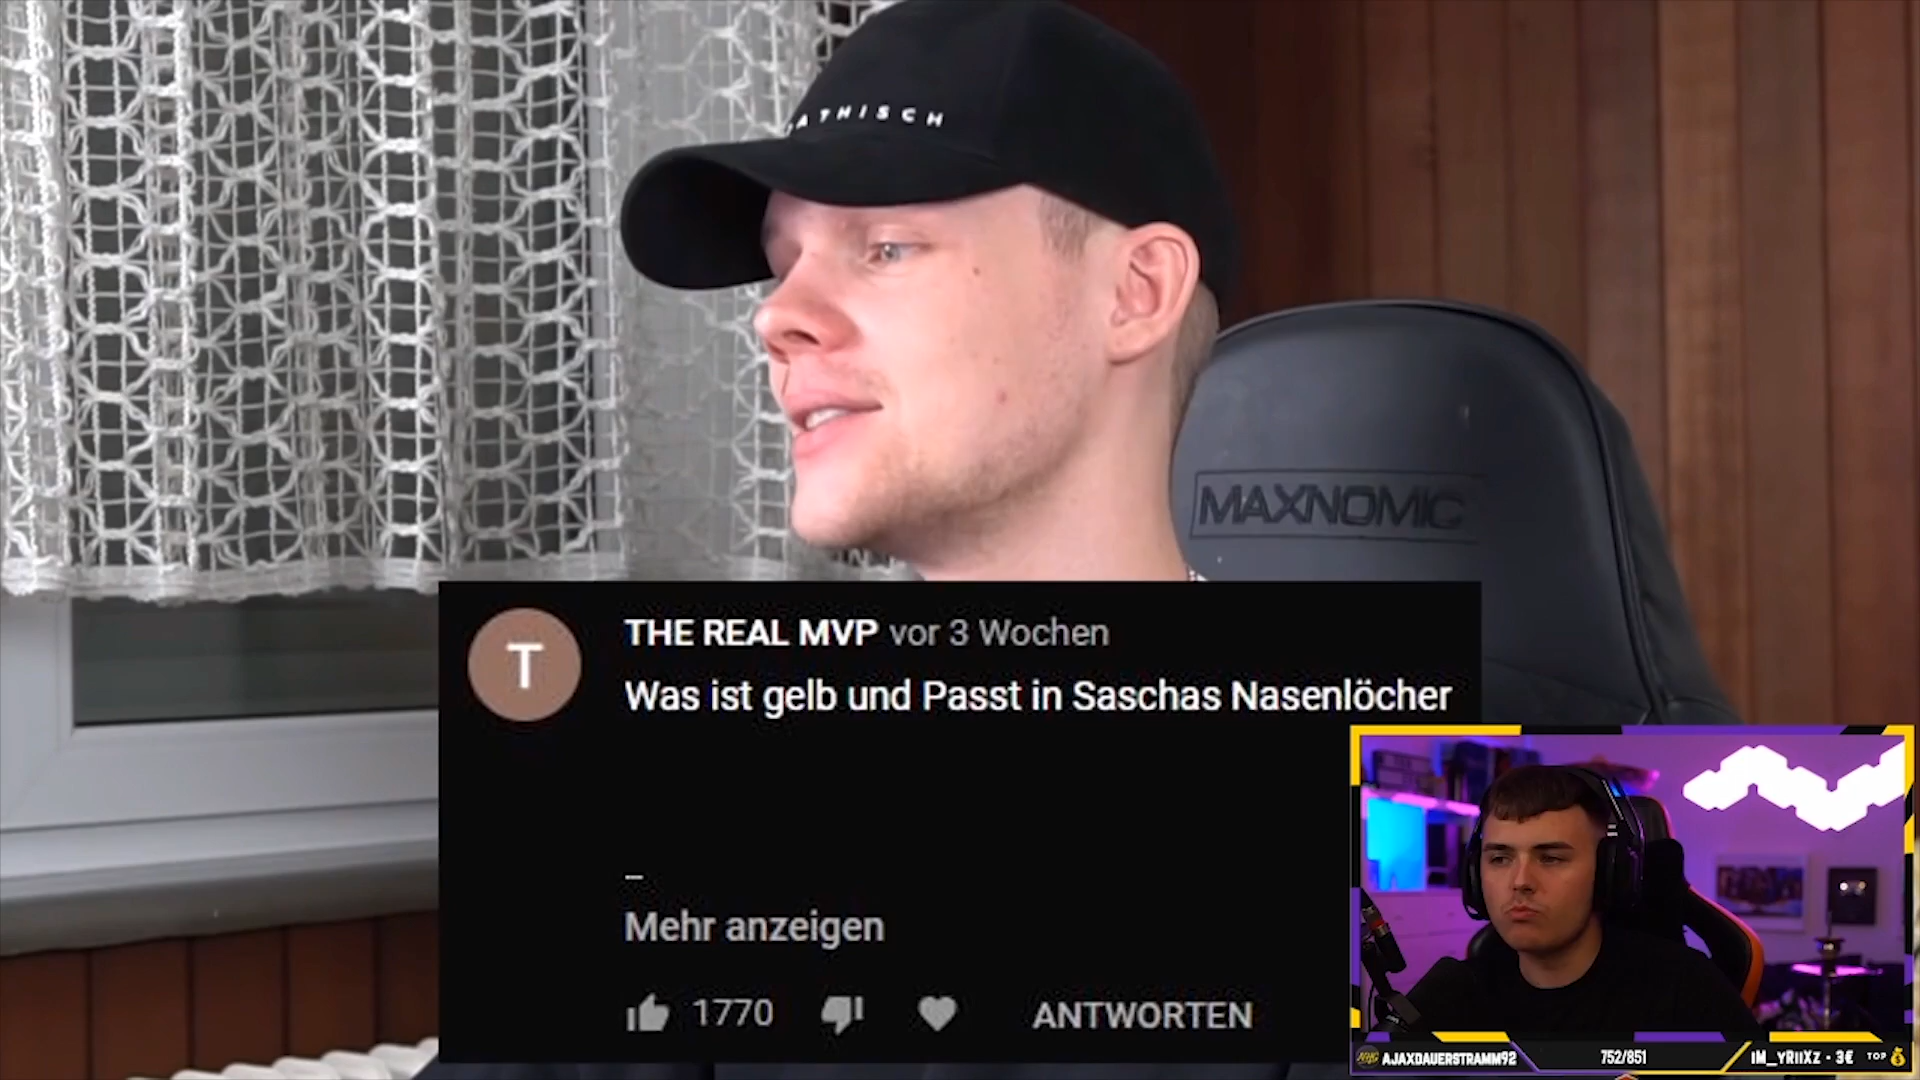 ATHISCH
MAXNOMIC
T
THE REAL MVP vor 3 Wochen
Was ist gelb und Passt in Saschas Nasenlöcher
_
Mehr anzeigen
1770
ANTWORTEN
AJAXDAUERSTRAMM92
752/851
iM_YRiiXz - 3€
TOP